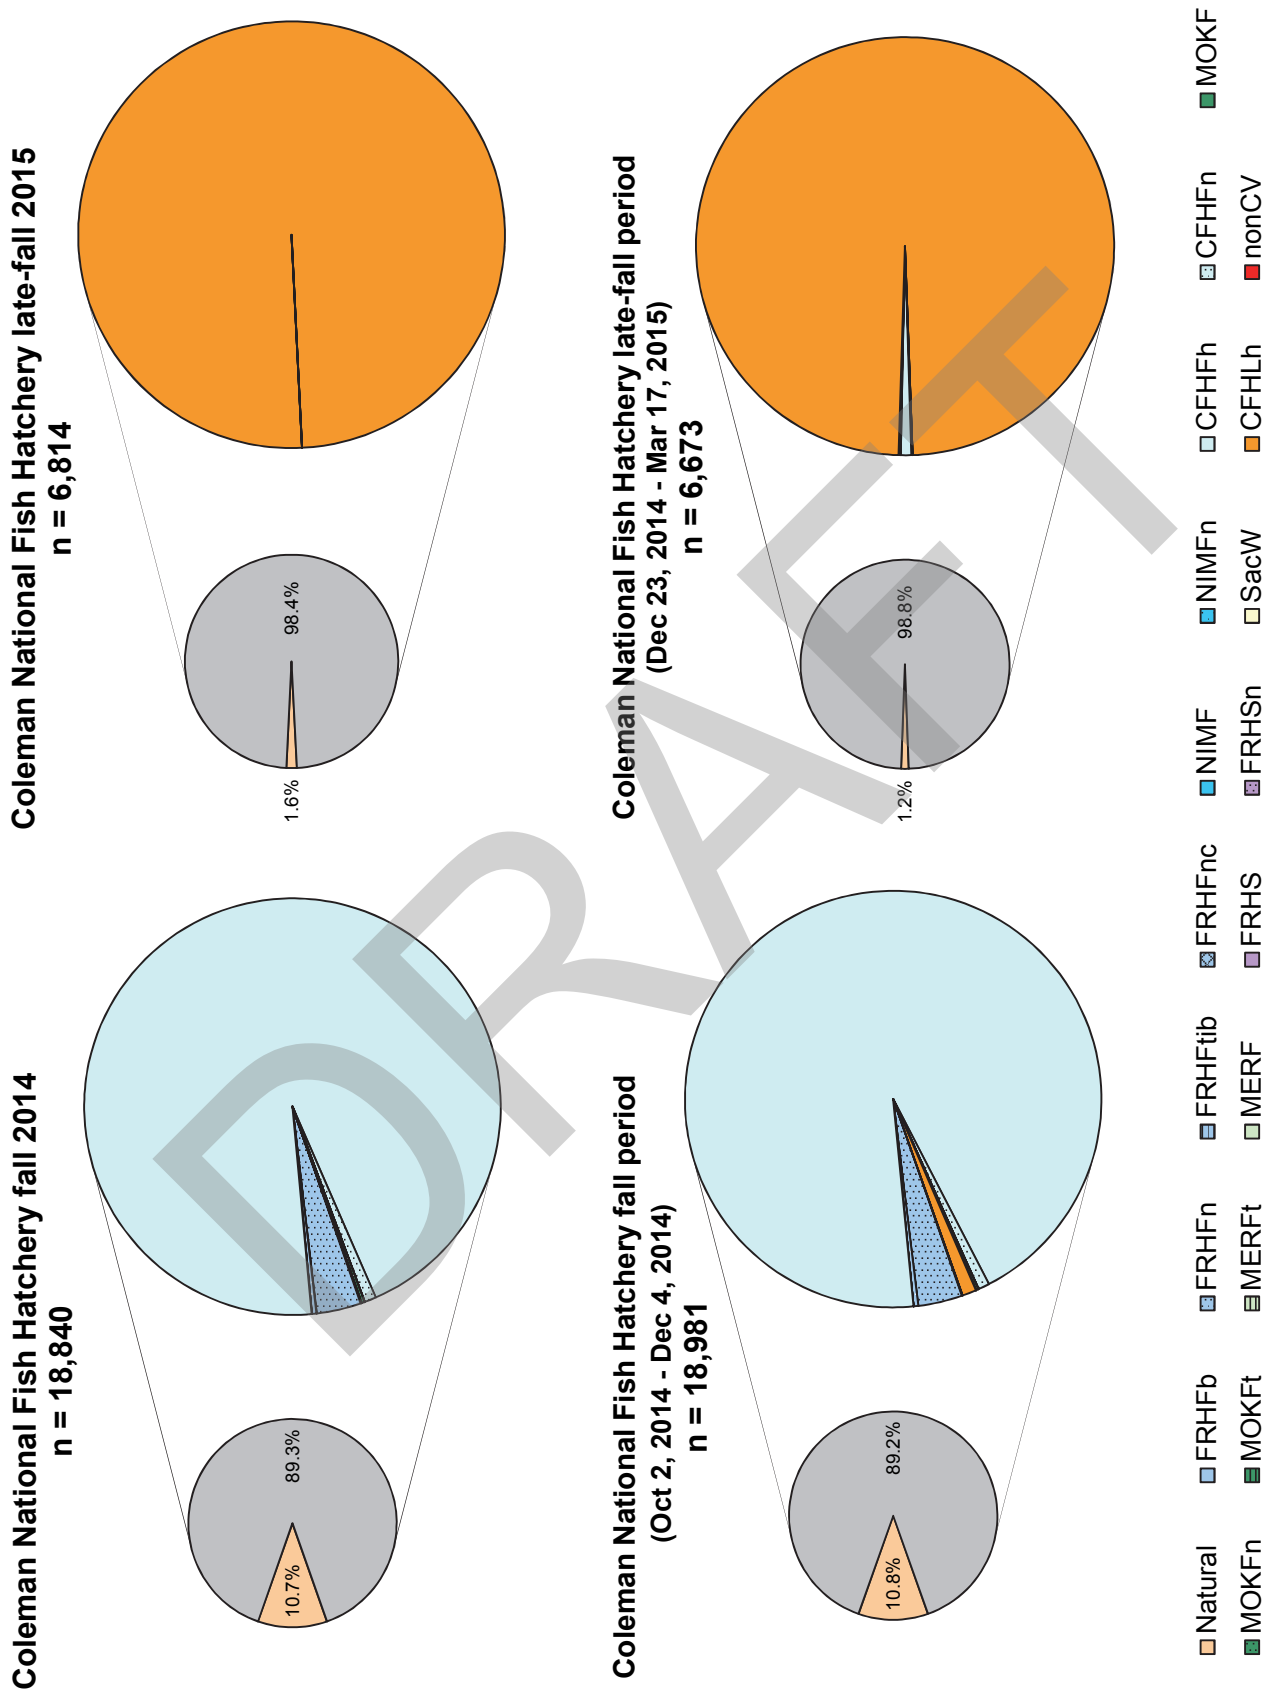 Coleman National Fish Hatchery fall 2014
n = 18,840
10.7%
89.3%
Coleman National Fish Hatchery late-fall 2015
n = 6,814
1.6%
98.4%
Coleman National Fish Hatchery fall period
(Oct 2, 2014 - Dec 4, 2014)
n = 18,981
10.8%
89.2%
Coleman National Fish Hatchery late-fall period
(Dec 23, 2014 - Mar 17, 2015)
n = 6,673
1.2%
98.8%
DRAFT
Natural FRHFb FRHFn FRHFtib FRHFnc NIMF NIMFn CFHFh CFHFn MOKF
MOKFn MOKFt MERFt MERF FRHS FRHSn SacW CFHLh nonCV